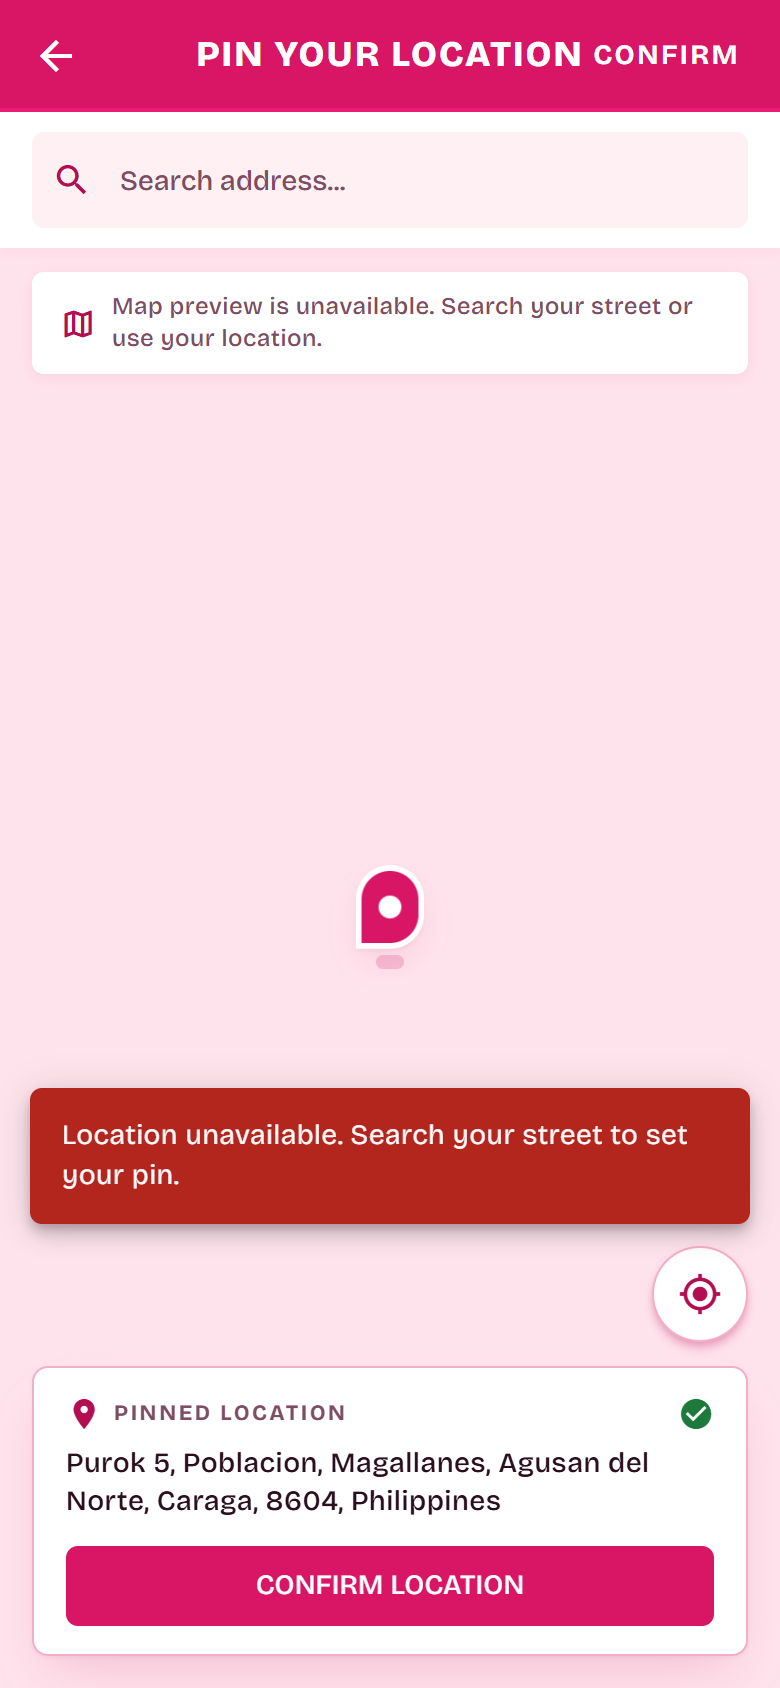 PIN YOUR LOCATION CONFIRM
Search address...
Map preview is unavailable. Search your street or
use your location.
Location unavailable. Search your street to set
your pin.
PINNED LOCATION
Purok 5, Poblacion, Magallanes, Agusan del
Norte, Caraga, 8604, Philippines
CONFIRM LOCATION